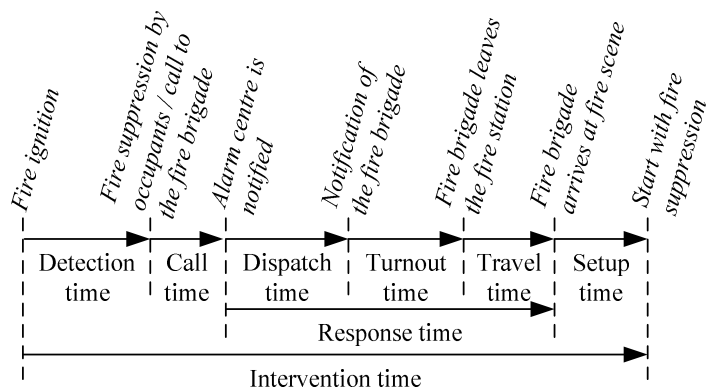 Fire ignition
Fire suppression by
occupants / call to
the fire brigade
Alarm centre is
notified
Notification of
the fire brigade
Fire brigade leaves
the fire station
Fire brigade
arrives at fire scene
Start with fire
suppression
Detection
time
Call
time
Dispatch
time
Turnout
time
Travel
time
Setup
time
Response time
Intervention time